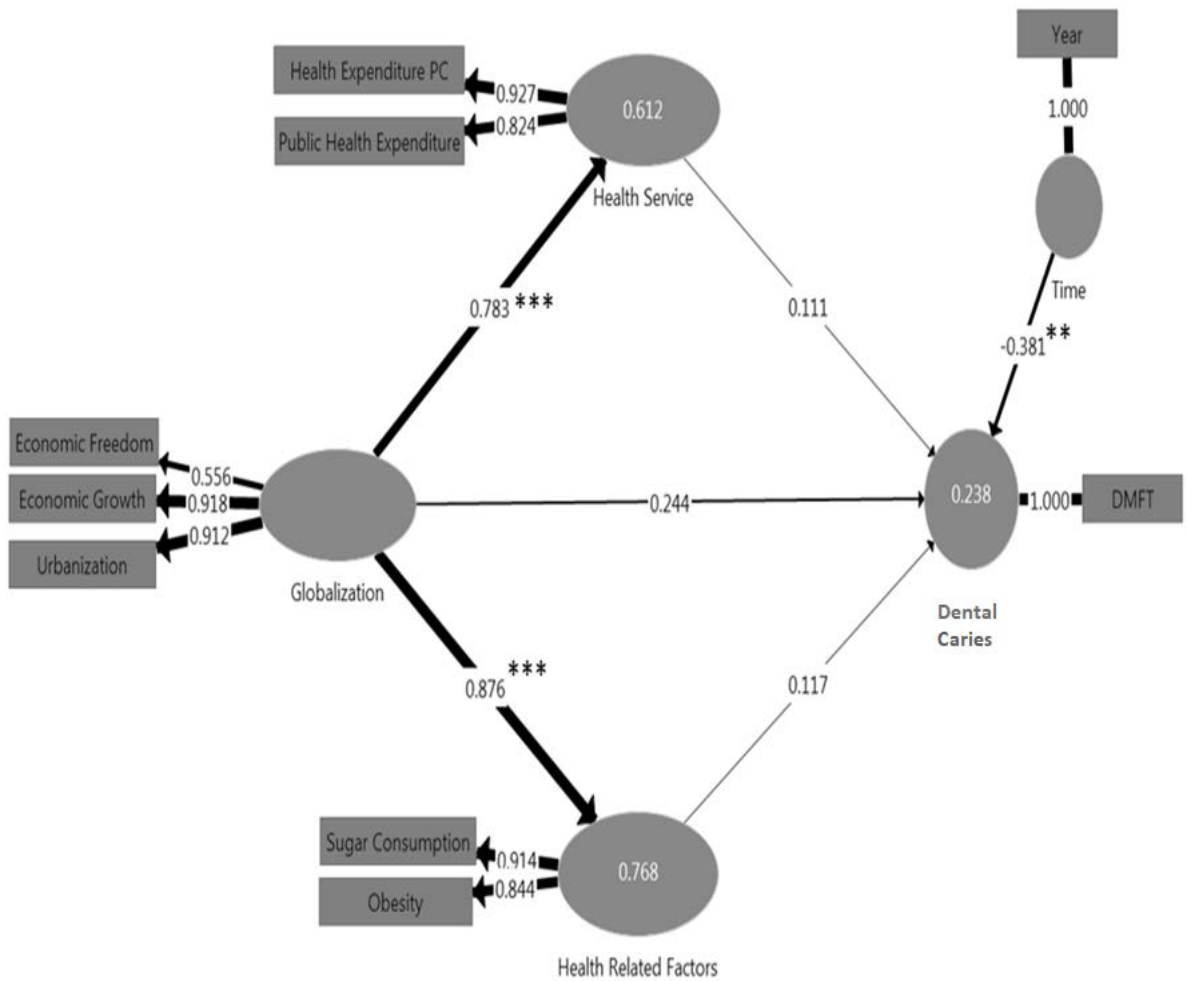 Year
Health Expenditure PC
0.927
0.612
1.000
0.824
Public Health Expenditure
Health Service
Time
0.783 ***
0.111
-0.381**
Economic Freedom
0.556
Economic Growth
0.918
0.244
0.238
1.000
DMFT
0.912
Urbanization
Globalization
Dental
Caries
***
0.876
0.117
Sugar Consumption
0.914
0.768
0.844
Obesity
Health Related Factors